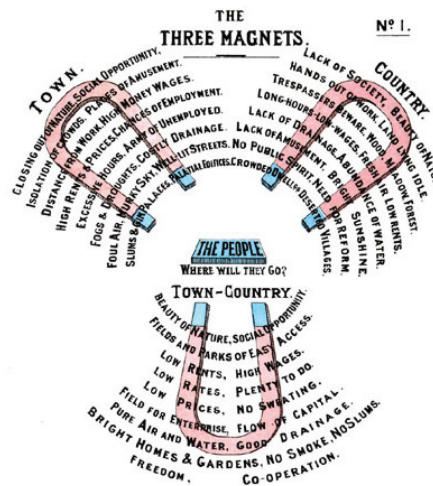 THE
THREE MAGNETS.
Nº 1.
TOWN.
CLOSING OUT OF NATURE. SOCIAL OPPORTUNITY.
ISOLATION OF CROWDS. PLACES OF AMUSEMENT.
DISTANCE FROM WORK. HIGH MONEY WAGES.
HIGH RENTS & PRICES. CHANCES OF EMPLOYMENT.
EXCESSIVE HOURS. ARMY OF UNEMPLOYED.
FOGS & DROUGHTS. COSTLY DRAINAGE.
FOUL AIR. MURKY SKY. WELL LIT STREETS.
SLUMS & GIN PALACES. PALATIAL EDIFICES.
COUNTRY.
LACK OF SOCIETY. BEAUTY OF NATURE.
HANDS OUT OF WORK. LAND LYING IDLE.
TRESPASSERS BEWARE. WOOD, MEADOW, FOREST.
LONG HOURS-LOW WAGES. FRESH AIR. LOW RENTS.
LACK OF DRAINAGE. ABUNDANCE OF WATER.
LACK OF AMUSEMENT. BRIGHT SUNSHINE.
NO PUBLIC SPIRIT. NEED FOR REFORM.
CROWDED DWELLINGS. DESERTED VILLAGES.
THE PEOPLE
WHERE WILL THEY GO?
TOWN-COUNTRY.
BEAUTY OF NATURE, SOCIAL OPPORTUNITY.
FIELDS AND PARKS OF EASY ACCESS.
LOW RENTS, HIGH WAGES.
LOW RATES, PLENTY TO DO.
LOW PRICES, NO SWEATING.
FIELD FOR ENTERPRISE, FLOW OF CAPITAL.
PURE AIR AND WATER, GOOD DRAINAGE.
BRIGHT HOMES & GARDENS, NO SMOKE, NO SLUMS.
FREEDOM. CO-OPERATION.